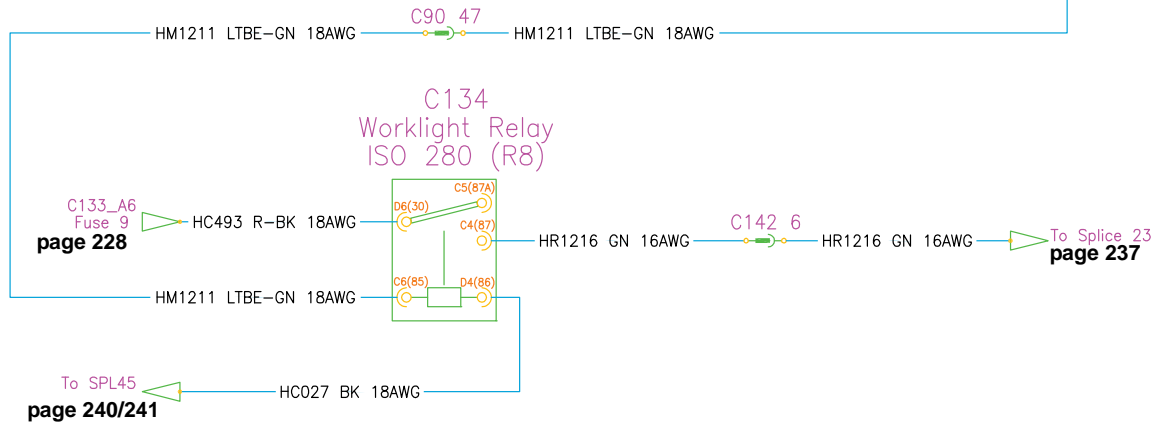 C90 47
HM1211 LTBE-GN 18AWG
HM1211 LTBE-GN 18AWG
C134
Worklight Relay
ISO 280 (R8)
C133_A6
Fuse 9
page 228
HC493 R-BK 18AWG
D6(30)
C5(87A)
C4(87)
HR1216 GN 16AWG
C142 6
HR1216 GN 16AWG
To Splice 23
page 237
HM1211 LTBE-GN 18AWG
C6(85)
D4(86)
To SPL45
page 240/241
HC027 BK 18AWG